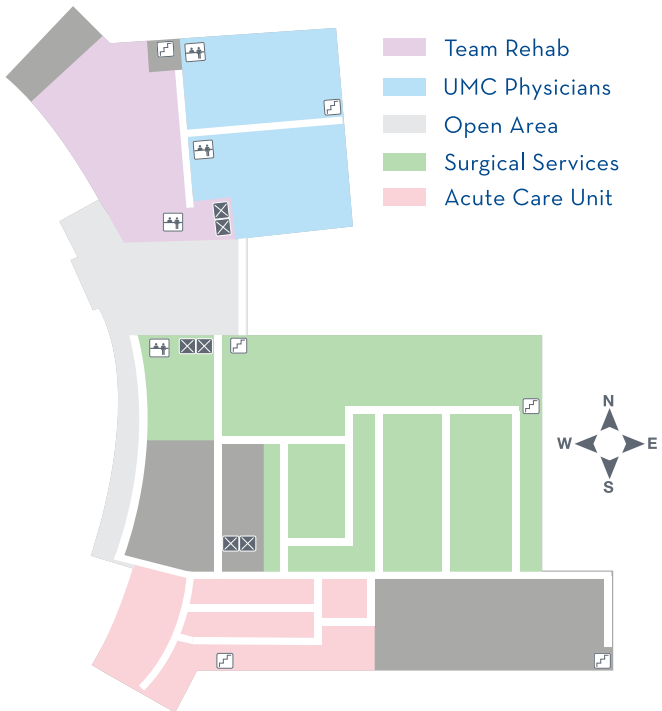 Team Rehab
UMC Physicians
Open Area
Surgical Services
Acute Care Unit
N
W E
S